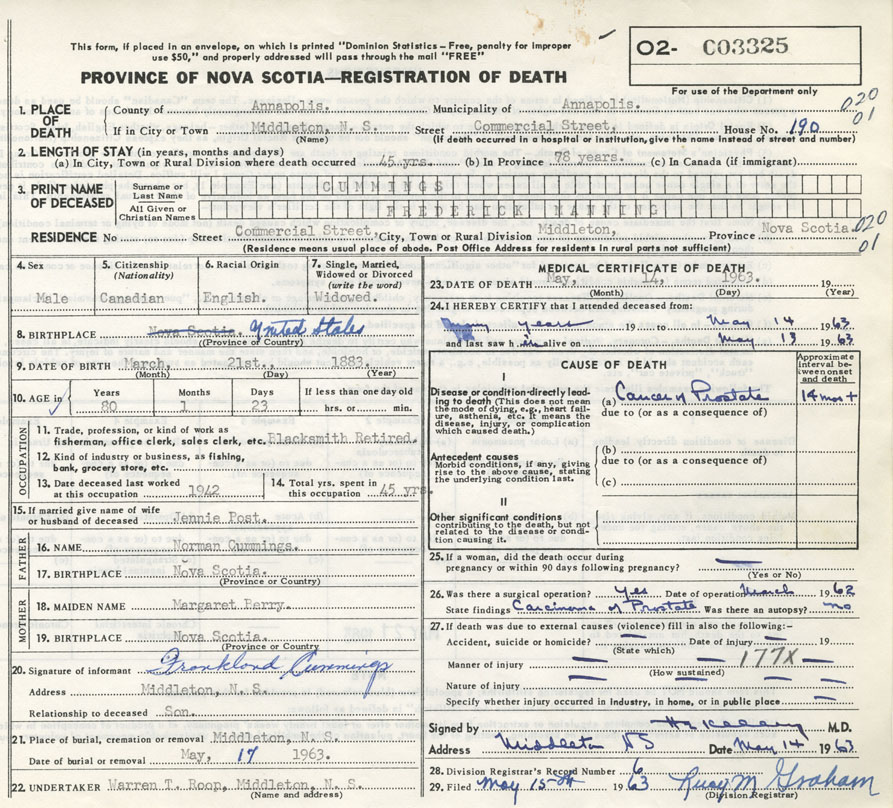 This form, if placed in an envelope, on which is printed "Dominion Statistics – Free, penalty for improper
use $50," and properly addressed will pass through the mail "FREE"
PROVINCE OF NOVA SCOTIA—REGISTRATION OF DEATH
O2- C03325
For use of the Department only
020
01
1. PLACE OF DEATH
County of Annapolis. Municipality of Annapolis.
If in City or Town Middleton, N. S. Street Commercial Street, House No. 190
(Name) (If death occurred in a hospital or institution, give the name instead of street and number)
2. LENGTH OF STAY (in years, months and days)
(a) In City, Town or Rural Division where death occurred 45 yrs. (b) In Province 78 years. (c) In Canada (if immigrant)
3. PRINT NAME OF DECEASED
Surname or Last Name CUMMINGS
All Given or Christian Names FREDERICK MANNING
RESIDENCE No Street Commercial Street, City, Town or Rural Division Middleton, Province Nova Scotia 020
(Residence means usual place of abode. Post Office Address for residents in rural parts not sufficient) 01
4. Sex
Male
5. Citizenship (Nationality)
Canadian
6. Racial Origin
English.
7. Single, Married, Widowed or Divorced (write the word)
Widowed.
8. BIRTHPLACE Nova Scotia. United States
(Province or Country)
9. DATE OF BIRTH March, 21st., 1883.
(Month) (Day) (Year)
10. AGE in Years Months Days If less than one day old
80 1 23 hrs. or min.
OCCUPATION
11. Trade, profession or kind of work as
fisherman, office clerk, sales clerk, etc. Blacksmith Retired.
12. Kind of industry or business, as fishing,
bank, grocery store, etc.
13. Date deceased last worked
at this occupation 1942
14. Total yrs. spent in
this occupation 45 yrs.
15. If married give name of wife
or husband of deceased Jennie Post.
FATHER
16. NAME Norman Cummings.
17. BIRTHPLACE Nova Scotia.
(Province or Country)
MOTHER
18. MAIDEN NAME Margaret Berry.
19. BIRTHPLACE Nova Scotia.
(Province or Country
20. Signature of informant Frankland Cummings
Address Middleton, N. S.
Relationship to deceased Son.
21. Place of burial, cremation or removal Middleton, N. S.
Date of burial or removal May, 17 1963.
22. UNDERTAKER Warren T. Roop, Middleton, N. S.
(Name and address)
MEDICAL CERTIFICATE OF DEATH
23. DATE OF DEATH May, 14, 1963. 19
(Month) (Day) (Year)
24. I HEREBY CERTIFY that I attended deceased from:
many years 19 to May 14 1963
and last saw him alive on May 13 1963
CAUSE OF DEATH
Approximate interval between onset and death
I
Disease or condition directly leading to death (This does not
mean the mode of dying, e.g., heart failure, asthenia, etc. It means the
disease, injury, or complication
which caused death.)
(a) Cancer of Prostate 14 mos +
due to (or as a consequence of)
Antecedent causes
Morbid conditions, if any, giving
rise to the above cause, stating
the underlying condition last.
(b)
due to (or as a consequence of)
(c)
II
Other significant conditions
contributing to the death, but not
related to the disease or condition
causing it.
25. If a woman, did the death occur during
pregnancy or within 90 days following pregnancy?
(Yes or No)
26. Was there a surgical operation? Yes Date of operation March 1962
State findings Carcinoma of Prostate Was there an autopsy? no
27. If death was due to external causes (violence) fill in also the following:-
Accident, suicide or homicide? Date of injury 19
(State which)
177X
Manner of injury
(How sustained)
Nature of injury
Specify whether injury occurred in Industry, in home, or in public place
Signed by M.D.
Address Middleton NS Date May 14 1963
28. Division Registrar's Record Number 6
29. Filed May 15th 1963 Graham
(Division Registrar)